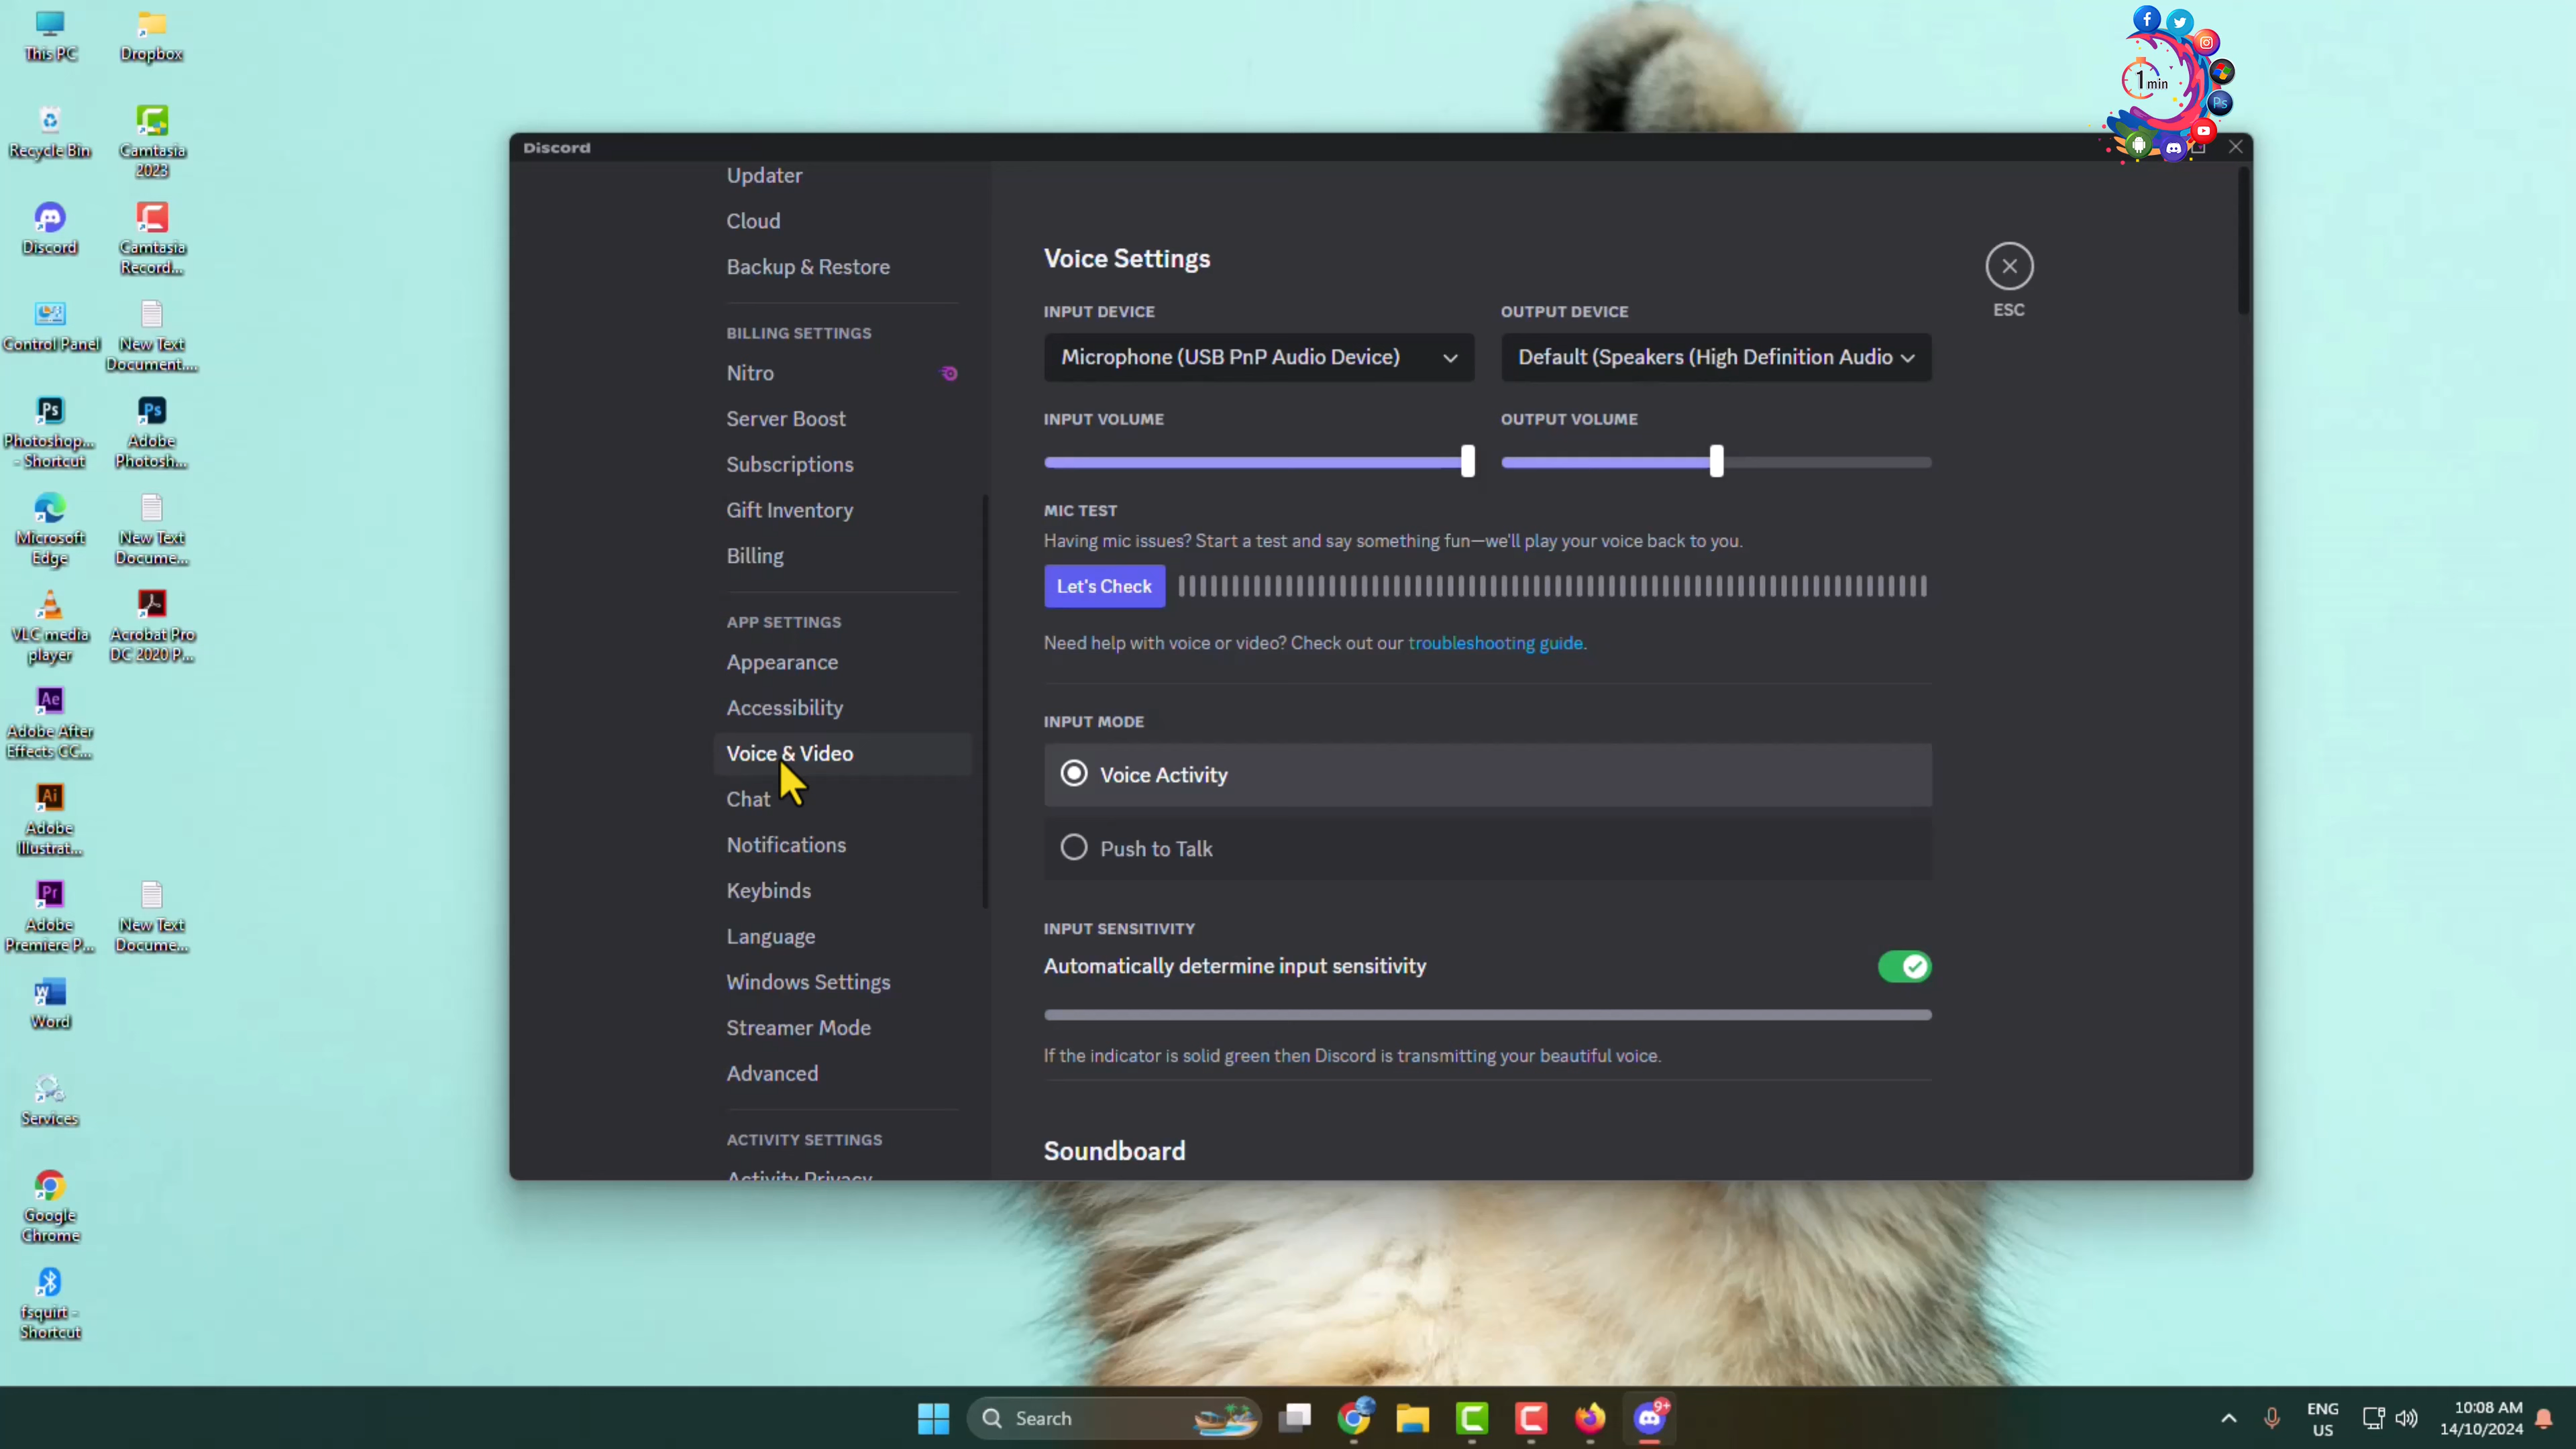 This PC
Dropbox
Recycle Bin
Camtasia
2023
Discord
Camtasia
Record...
Control Panel
New Text
Document....
Photoshop...
- Shortcut
Adobe
Photosh...
Microsoft
Edge
New Text
Docume...
VLC media
player
Acrobat Pro
DC 2020 P...
Adobe After
Effects CC...
Adobe
Illustrat...
Adobe
Premiere P...
New Text
Docume...
Word
Services
Google
Chrome
fsquirt -
Shortcut
1 min
Discord
Updater
Cloud
Backup & Restore
BILLING SETTINGS
Nitro
Server Boost
Subscriptions
Gift Inventory
Billing
APP SETTINGS
Appearance
Accessibility
Voice & Video
Chat
Notifications
Keybinds
Language
Windows Settings
Streamer Mode
Advanced
ACTIVITY SETTINGS
Activity Privacy
Voice Settings
ESC
INPUT DEVICE
OUTPUT DEVICE
Microphone (USB PnP Audio Device)
Default (Speakers (High Definition Audio
INPUT VOLUME
OUTPUT VOLUME
MIC TEST
Having mic issues? Start a test and say something fun—we'll play your voice back to you.
Let's Check
Need help with voice or video? Check out our troubleshooting guide.
INPUT MODE
Voice Activity
Push to Talk
INPUT SENSITIVITY
Automatically determine input sensitivity
If the indicator is solid green then Discord is transmitting your beautiful voice.
Soundboard
Search
9+
ENG
US
10:08 AM
14/10/2024